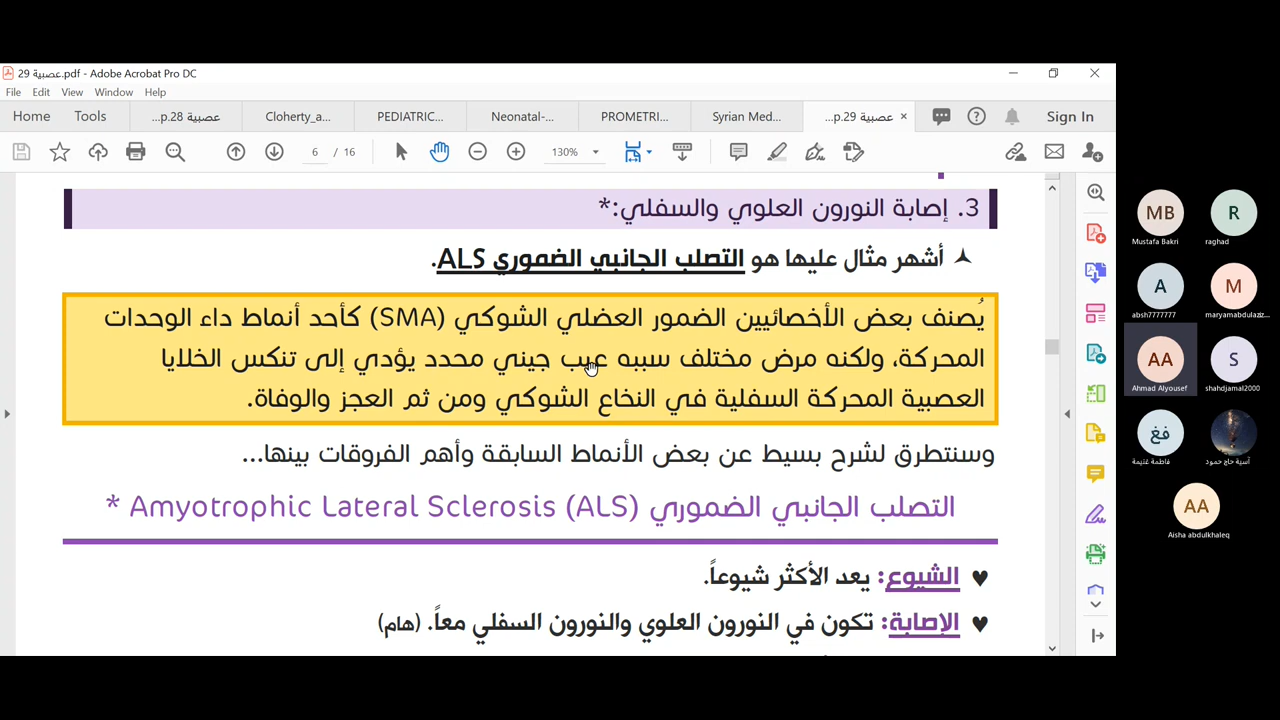 عصبية 29.pdf - Adobe Acrobat Pro DC
File Edit View Window Help
Home Tools عصبية 28.p... Cloherty_a... PEDIATRIC... Neonatal-... PROMETRI... Syrian Med... عصبية 29.p... × Sign In
6 / 16 130%
3. إصابة النورون العلوي والسفلي:*
أشهر مثال عليها هو التصلب الجانبي الضموري ALS.
يُصنف بعض الأخصائيين الضمور العضلي الشوكي (SMA) كأحد أنماط داء الوحدات
المحركة، ولكنه مرض مختلف سببه عيب جيني محدد يؤدي إلى تنكس الخلايا
العصبية المحركة السفلية في النخاع الشوكي ومن ثم العجز والوفاة.
وسنتطرق لشرح بسيط عن بعض الأنماط السابقة وأهم الفروقات بينها...
التصلب الجانبي الضموري Amyotrophic Lateral Sclerosis (ALS) *
♥ الشيوع: يعد الأكثر شيوعاً.
♥ الإصابة: تكون في النورون العلوي والنورون السفلي معاً. (هام)
MB R
Mustafa Bakri raghad
A M
absh7777777 maryamabdulaziz...
AA S
Ahmad Alyousef shahdjamal2000
فغ
فاطمة غنيمة آسية حاج حمود
AA
Aisha abdulkhaleq